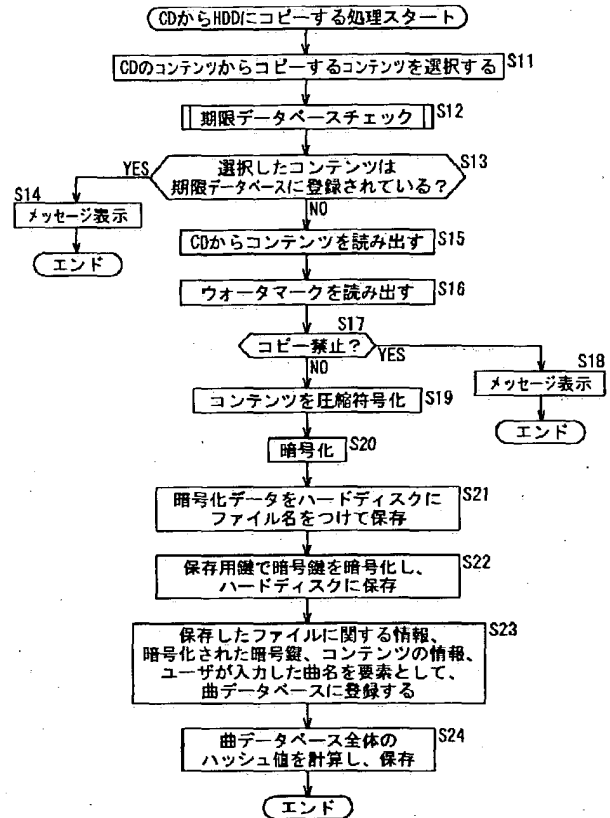 CDからHDDにコピーする処理スタート
CDのコンテンツからコピーするコンテンツを選択する S11
期限データベースチェック S12
選択したコンテンツは
期限データベースに登録されている?
S13
YES
S14
メッセージ表示
エンド
NO
CDからコンテンツを読み出す S15
ウォータマークを読み出す S16
S17
コピー禁止?
YES
S18
メッセージ表示
エンド
NO
コンテンツを圧縮符号化 S19
暗号化 S20
暗号化データをハードディスクに
ファイル名をつけて保存
S21
保存用鍵で暗号鍵を暗号化し、
ハードディスクに保存
S22
保存したファイルに関する情報、
暗号化された暗号鍵、コンテンツの情報、
ユーザが入力した曲名を要素として、
曲データベースに登録する
S23
曲データベース全体の
ハッシュ値を計算し、保存
S24
エンド